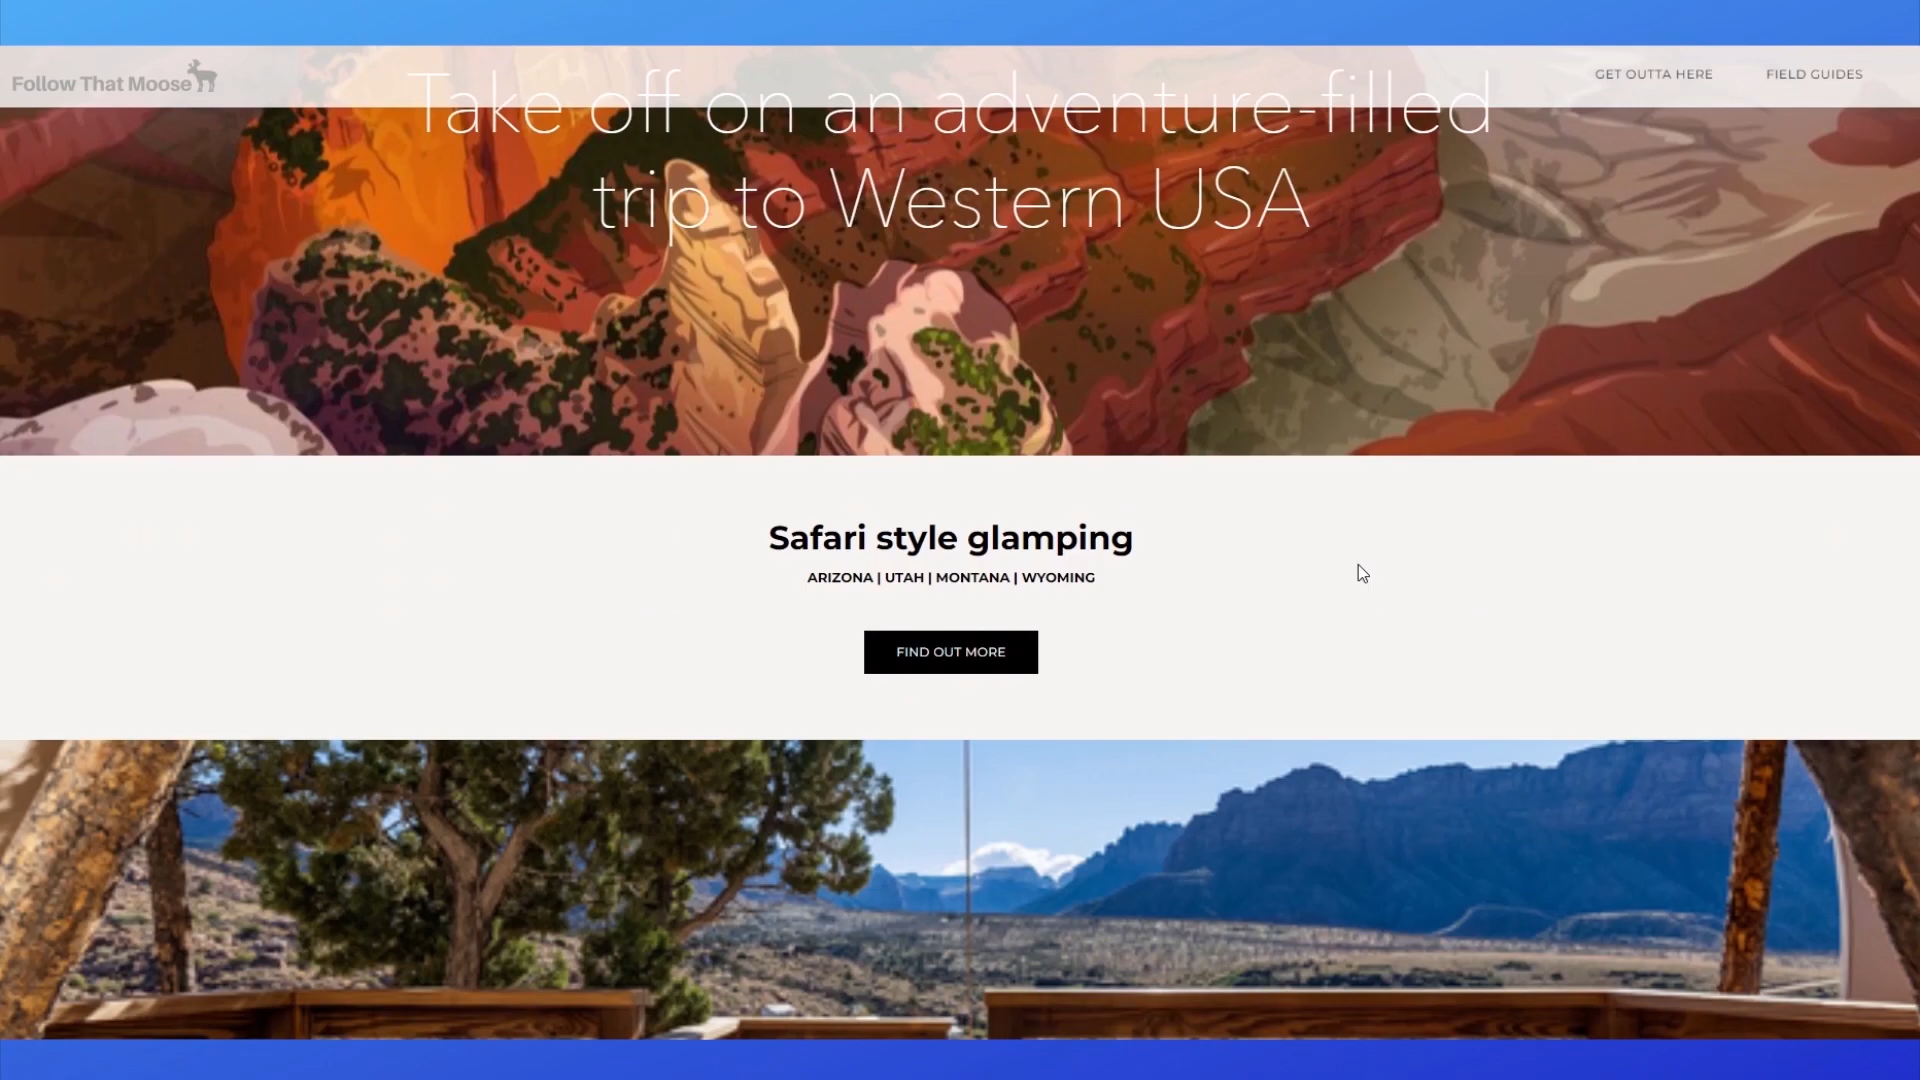 Follow That Moose
GET OUTTA HERE
FIELD GUIDES
Take off on an adventure-filled
trip to Western USA
Safari style glamping
ARIZONA | UTAH | MONTANA | WYOMING
FIND OUT MORE